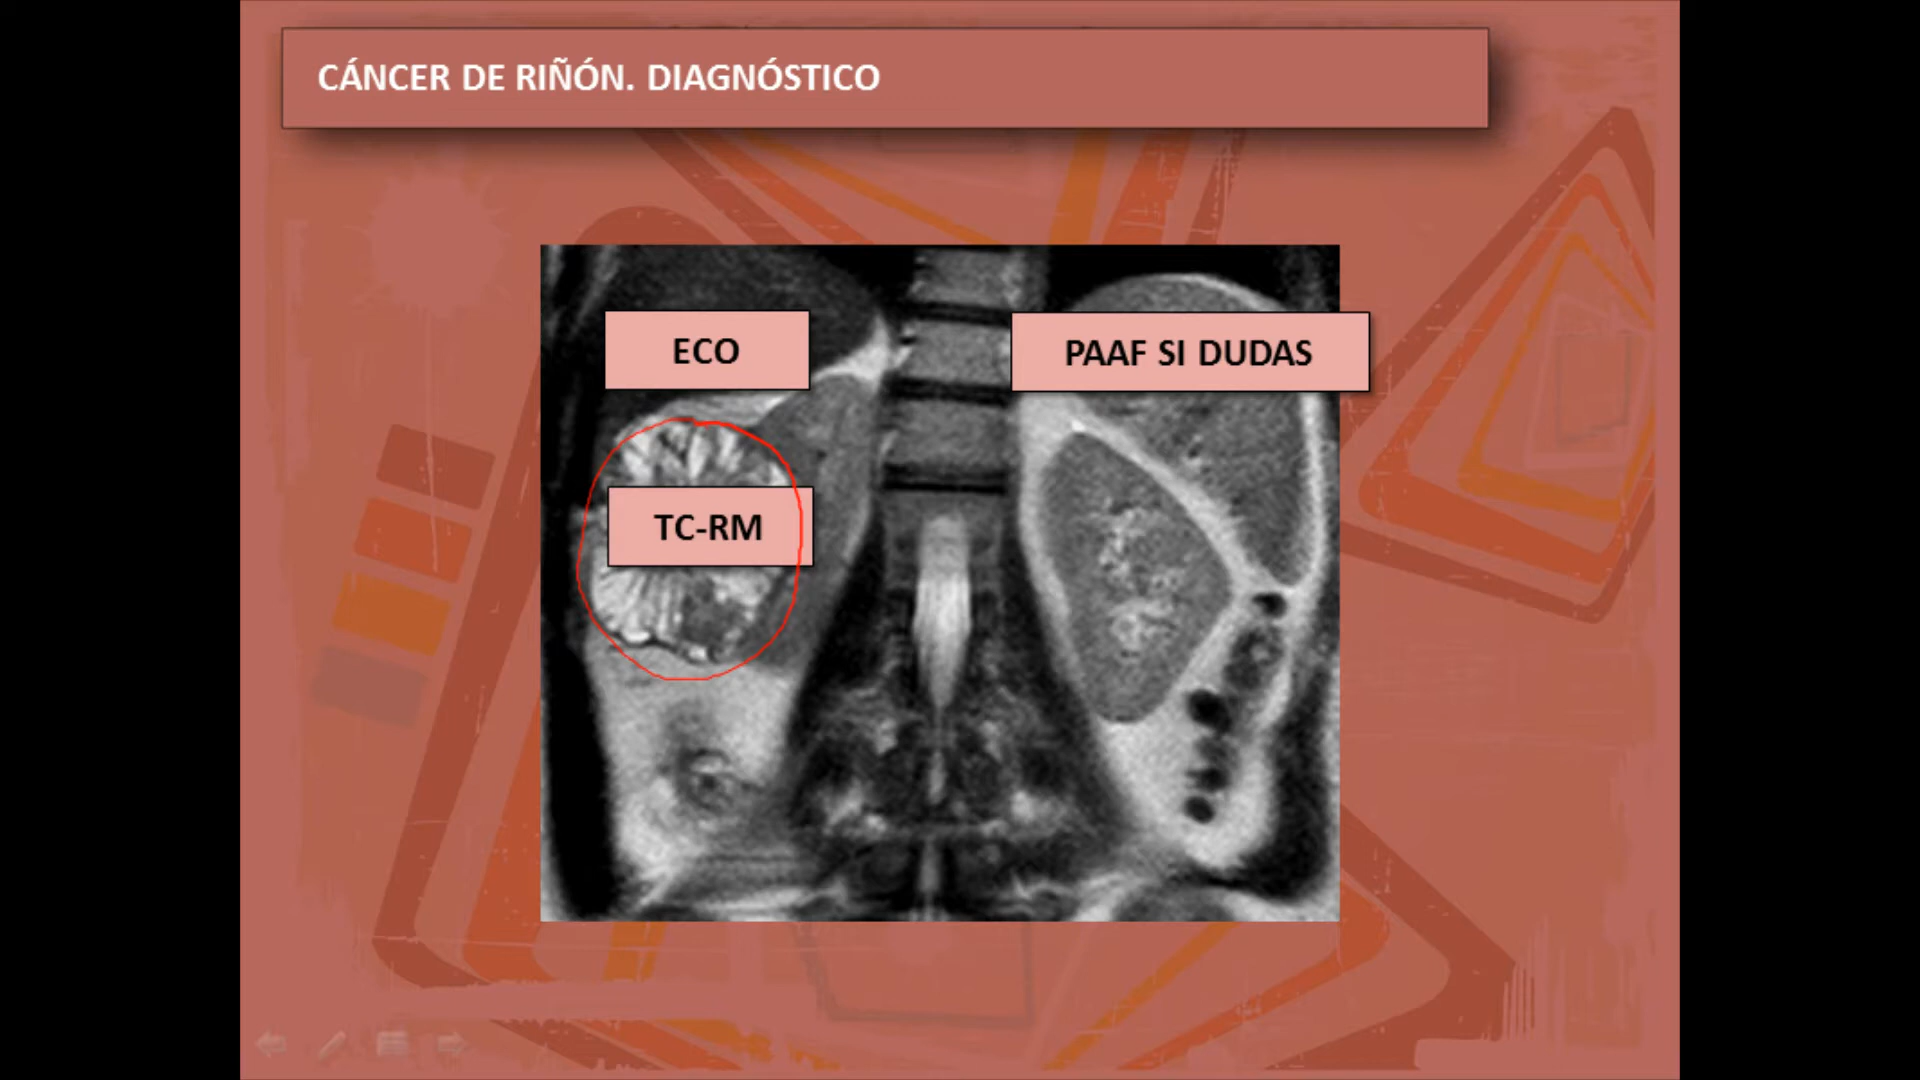 CÁNCER DE RIÑÓN. DIAGNÓSTICO
ECO
PAAF SI DUDAS
TC-RM